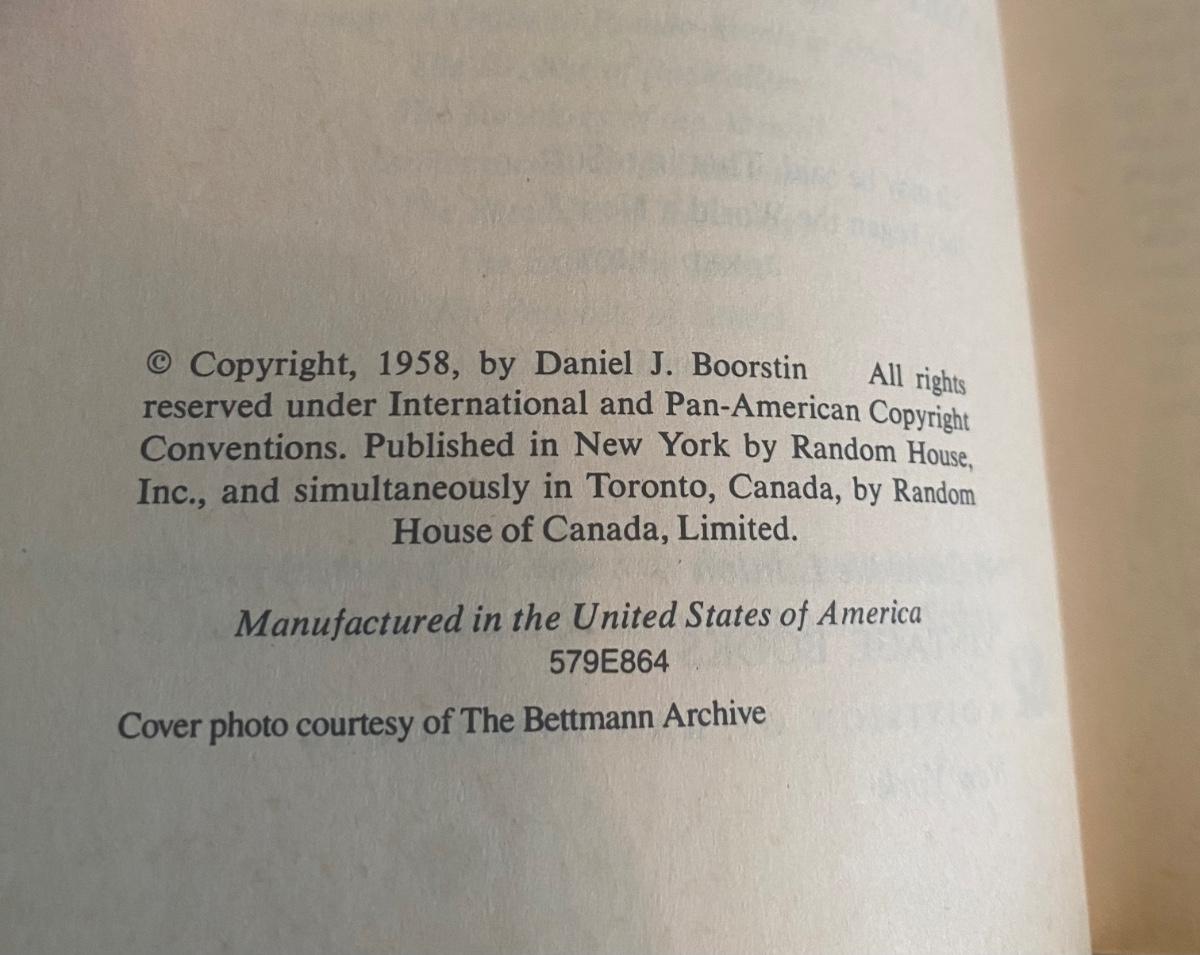 © Copyright, 1958, by Daniel J. Boorstin All rights
reserved under International and Pan-American Copyright
Conventions. Published in New York by Random House,
Inc., and simultaneously in Toronto, Canada, by Random
House of Canada, Limited.
Manufactured in the United States of America
579E864
Cover photo courtesy of The Bettmann Archive